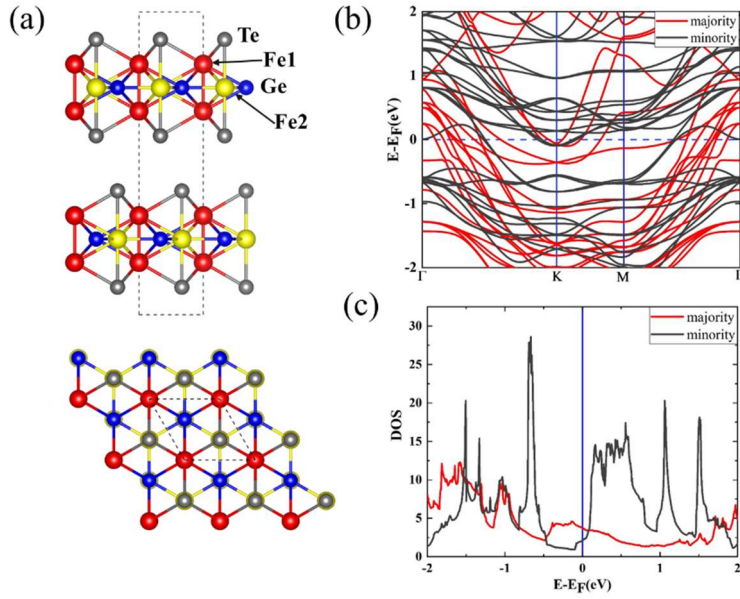 (a)
Te
Fe1
Ge
Fe2
(b)
majority
minority
E-EF(eV)
2
1
0
-1
-2
Γ
K
M
(c)
majority
minority
DOS
30
25
20
15
10
5
0
-2
-1
0
1
2
E-EF(eV)